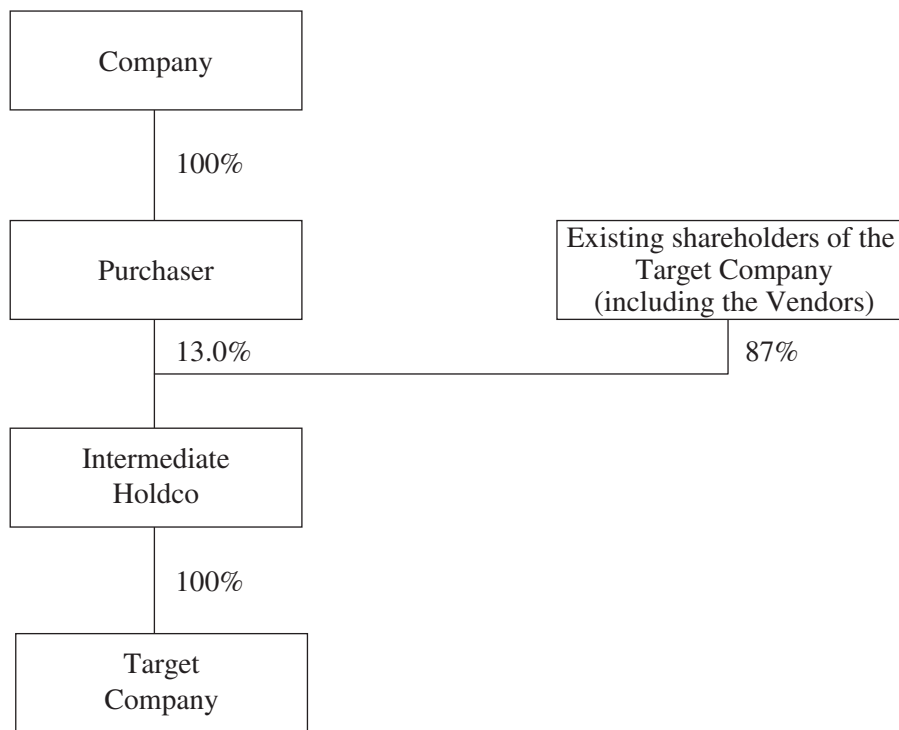 Company
100%
Purchaser
Existing shareholders of the
Target Company
(including the Vendors)
13.0%
87%
Intermediate
Holdco
100%
Target
Company